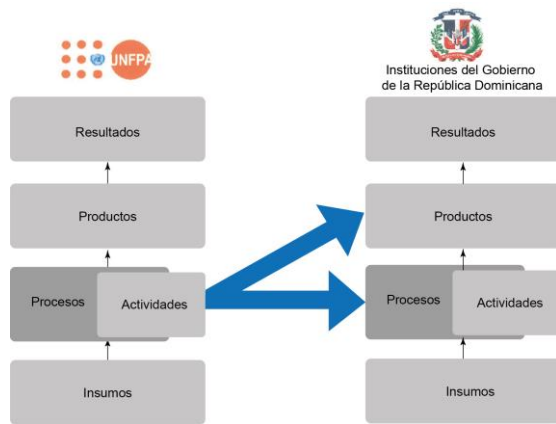 UNFPA
Instituciones del Gobierno
de la República Dominicana
Resultados
Productos
Procesos
Actividades
Insumos
Resultados
Productos
Procesos
Actividades
Insumos